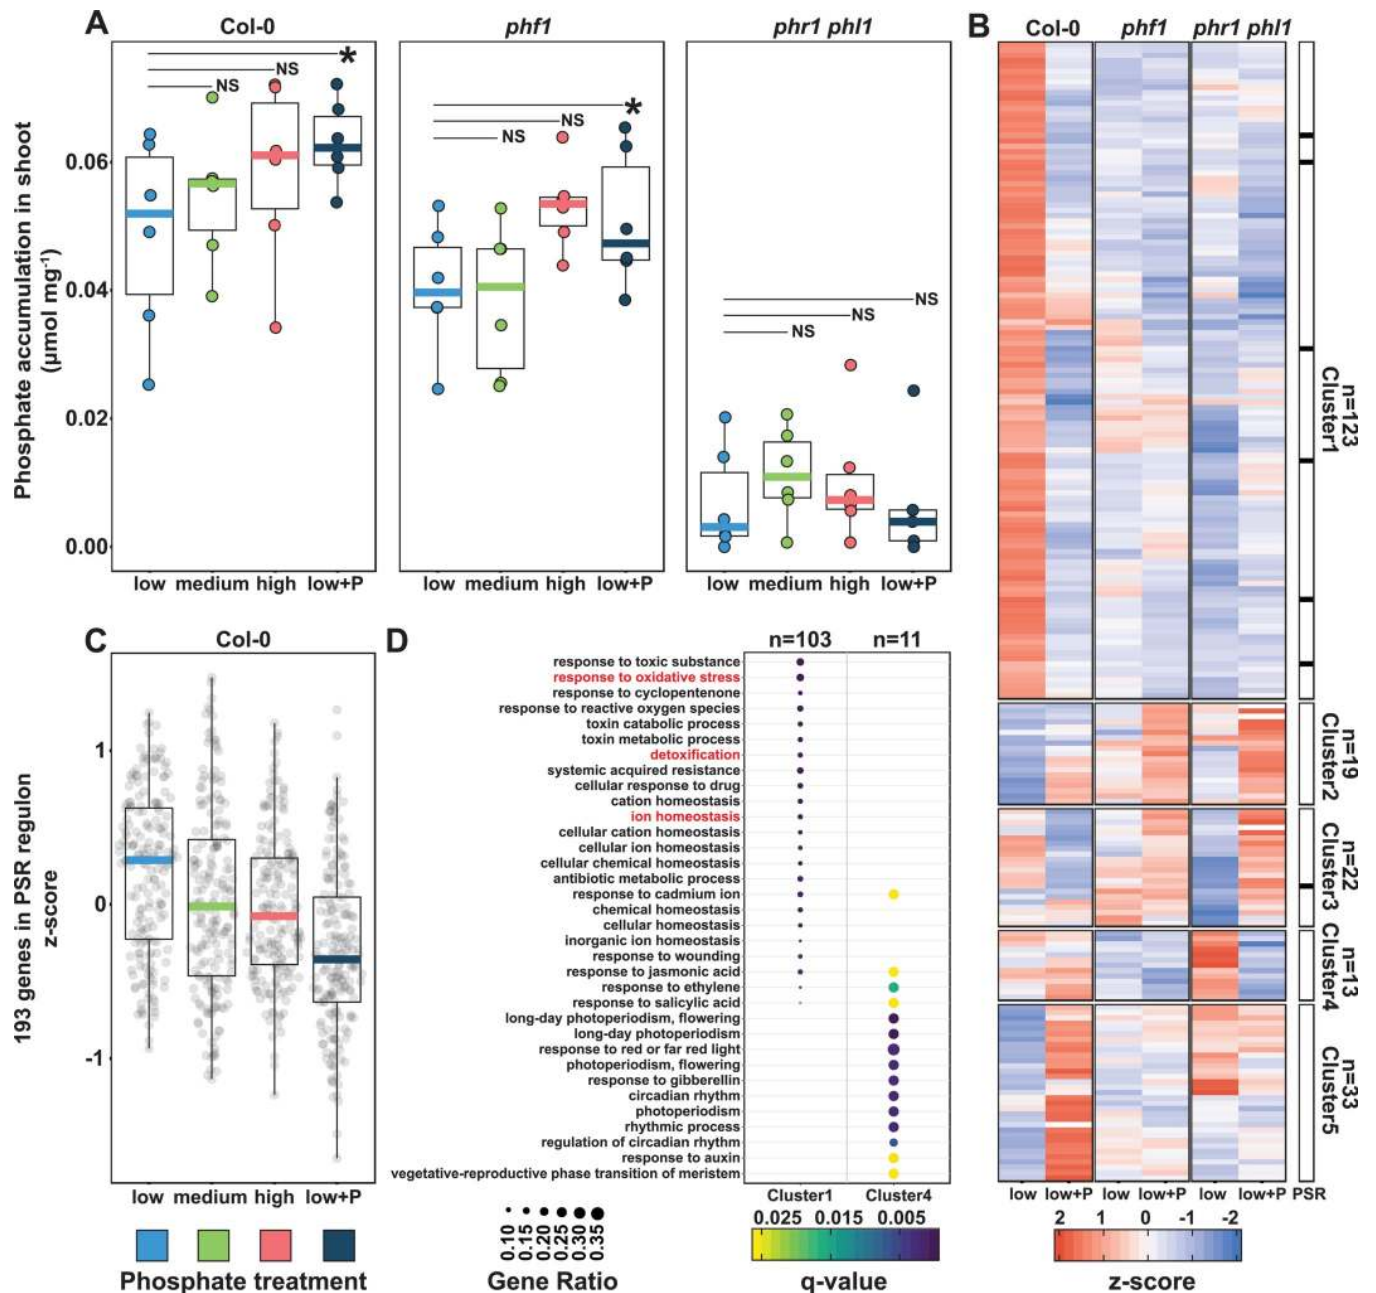 A
Col-0
phf1
phr1 phl1
B
Col-0
phf1
phr1 phl1
Phosphate accumulation in shoot
(µmol mg⁻¹)
0.06
0.04
0.02
0.00
*
NS
NS
*
NS
NS
NS
NS
NS
low
medium
high
low+P
low
medium
high
low+P
low
medium
high
low+P
n=123
Cluster1
n=19
Cluster2
n=22
Cluster3
n=13
Cluster4
n=33
Cluster5
low
low+P
low
low+P
low
low+P
PSR
2
1
0
-1
-2
z-score
C
Col-0
193 genes in PSR regulon
z-score
1
0
-1
low
medium
high
low+P
Phosphate treatment
D
n=103
n=11
response to toxic substance
response to oxidative stress
response to cyclopentenone
response to reactive oxygen species
toxin catabolic process
toxin metabolic process
detoxification
systemic acquired resistance
cellular response to drug
cation homeostasis
ion homeostasis
cellular cation homeostasis
cellular ion homeostasis
cellular chemical homeostasis
antibiotic metabolic process
response to cadmium ion
chemical homeostasis
cellular homeostasis
inorganic ion homeostasis
response to wounding
response to jasmonic acid
response to ethylene
response to salicylic acid
long-day photoperiodism, flowering
long-day photoperiodism
response to red or far red light
photoperiodism, flowering
response to gibberellin
circadian rhythm
photoperiodism
rhythmic process
regulation of circadian rhythm
response to auxin
vegetative-reproductive phase transition of meristem
Cluster1
Cluster4
0.10
0.15
0.20
0.25
0.30
0.35
Gene Ratio
0.025
0.015
0.005
q-value